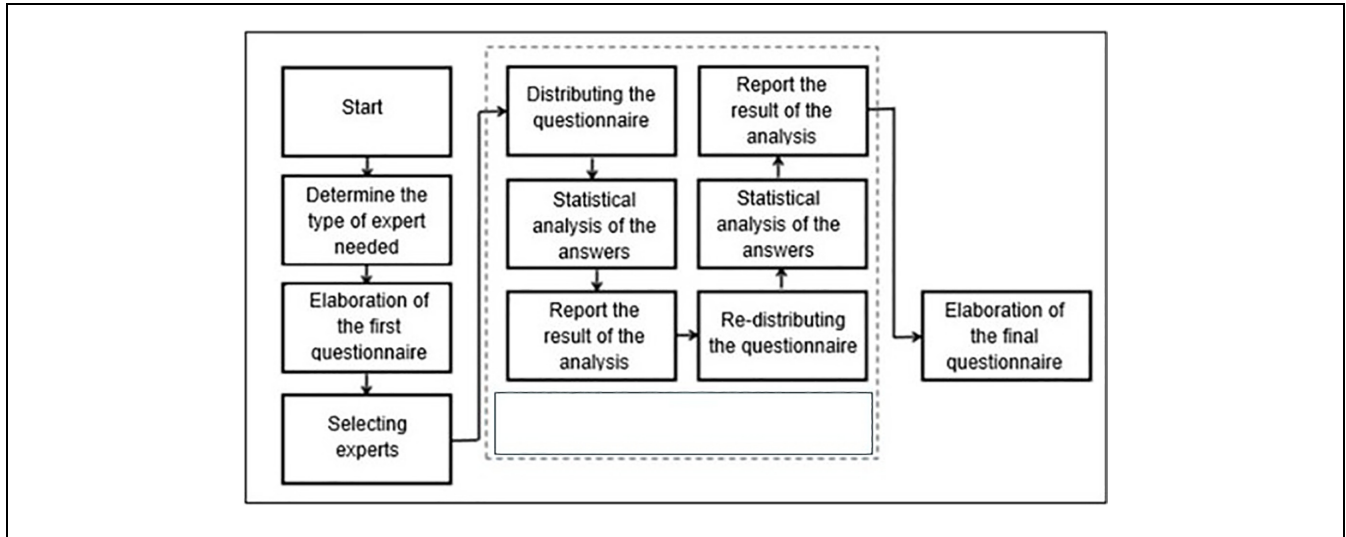 Start
Determine the
type of expert
needed
Elaboration of
the first
questionnaire
Selecting
experts
Distributing the
questionnaire
Statistical
analysis of the
answers
Report the
result of the
analysis
Re-distributing
the questionnaire
Statistical
analysis of the
answers
Report the
result of the
analysis
Elaboration of
the final
questionnaire